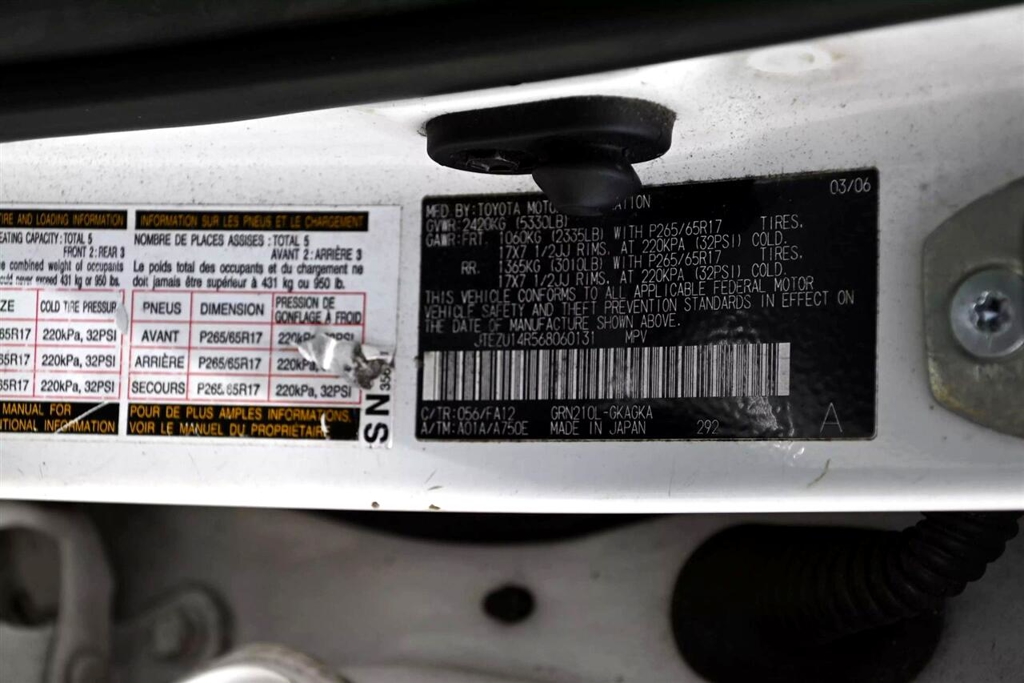 TIRE AND LOADING INFORMATION
SEATING CAPACITY: TOTAL 5
FRONT 2: REAR 3
combined weight of occupants
never exceed 431 kg or 950 lbs.
COLD TIRE PRESSURE
220kPa, 32PSI
220kPa, 32PSI
65R17 220kPa, 32PSI
MANUAL FOR
INFORMATION
INFORMATION SUR LES PNEUS ET LE CHARGEMENT
NOMBRE DE PLACES ASSISES : TOTAL 5
AVANT 2 : ARRIÈRE 3
Le poids total des occupants et du chargement ne
doit jamais être supérieur à 431 kg ou 950 lb.
PNEUS DIMENSION PRESSION DE GONFLAGE À FROID
AVANT P265/65R17
ARRIÈRE P265/65R17 220kPa,
SECOURS P265/65R17 220kPa, 32PSI
POUR DE PLUS AMPLES INFORMATIONS
VOIR LE MANUEL DU PROPRIÉTAIRE
SN
03/06
MFD BY: TOYOTA
GVWR: 2420KG (5330LB)
GAWR: FRT. 1060KG (2335LB) WITH P265/65R17 TIRES,
17X7 1/2JJ RIMS, AT 220KPA (32PSI) COLD.
RR. 1365KG (3010LB) WITH P265/65R17 TIRES,
17X7 1/2JJ RIMS, AT 220KPA (32PSI) COLD.
THIS VEHICLE CONFORMS TO ALL APPLICABLE FEDERAL MOTOR
VEHICLE SAFETY AND THEFT PREVENTION STANDARDS IN EFFECT ON
THE DATE OF MANUFACTURE SHOWN ABOVE.
JTEZU14R568060131 MPV
C/TR: 056/FA12 GRN210L-GKAGKA
A/TM: A01A/A750E MADE IN JAPAN 292 A